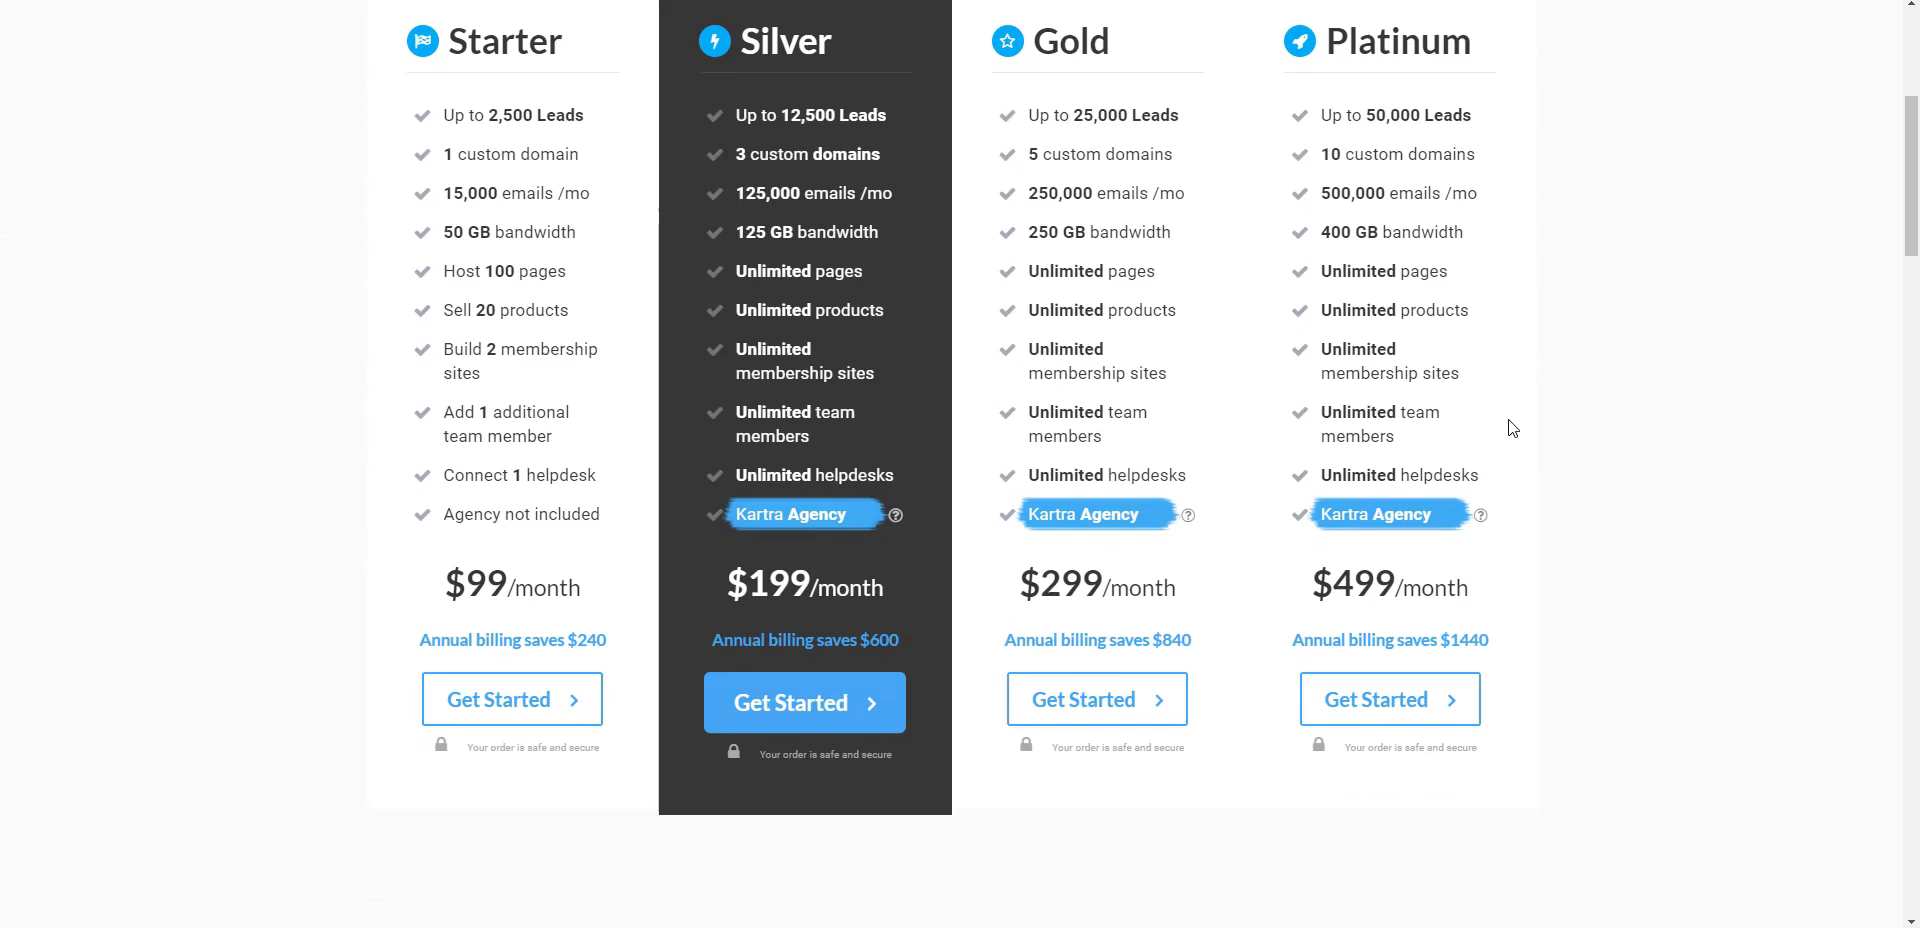 Starter
Up to 2,500 Leads
1 custom domain
15,000 emails /mo
50 GB bandwidth
Host 100 pages
Sell 20 products
Build 2 membership
sites
Add 1 additional
team member
Connect 1 helpdesk
Agency not included
$99/month
Annual billing saves $240
Get Started
Your order is safe and secure
Silver
Up to 12,500 Leads
3 custom domains
125,000 emails /mo
125 GB bandwidth
Unlimited pages
Unlimited products
Unlimited
membership sites
Unlimited team
members
Unlimited helpdesks
Kartra Agency ?
$199/month
Annual billing saves $600
Get Started
Your order is safe and secure
Gold
Up to 25,000 Leads
5 custom domains
250,000 emails /mo
250 GB bandwidth
Unlimited pages
Unlimited products
Unlimited
membership sites
Unlimited team
members
Unlimited helpdesks
Kartra Agency ?
$299/month
Annual billing saves $840
Get Started
Your order is safe and secure
Platinum
Up to 50,000 Leads
10 custom domains
500,000 emails /mo
400 GB bandwidth
Unlimited pages
Unlimited products
Unlimited
membership sites
Unlimited team
members
Unlimited helpdesks
Kartra Agency ?
$499/month
Annual billing saves $1440
Get Started
Your order is safe and secure